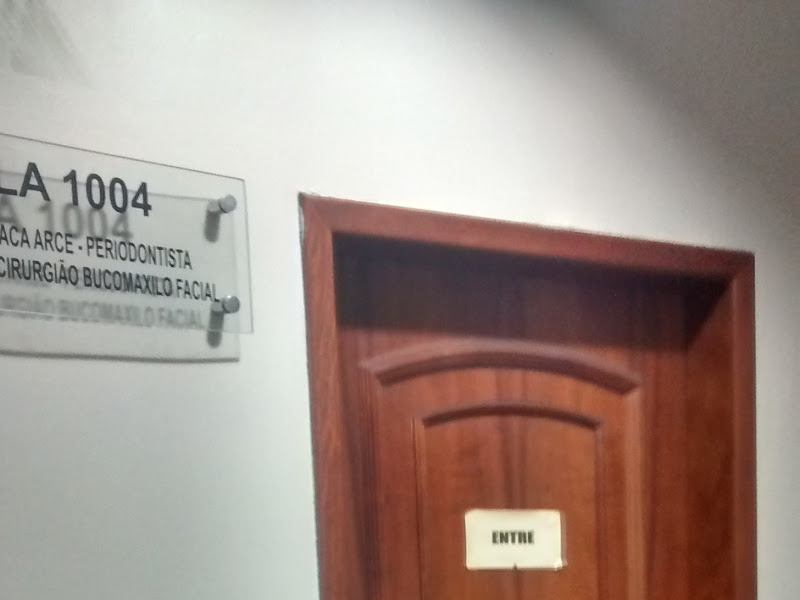 LA 1004
ACA ARCE - PERIODONTISTA
CIRURGIÃO BUCOMAXILO FACIAL
ENTRE